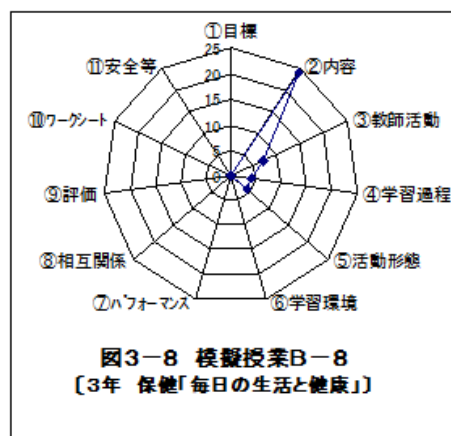 ①目標
②内容
③教師活動
④学習過程
⑤活動形態
⑥学習環境
⑦パフォーマンス
⑧相互関係
⑨評価
⑩ワークシート
⑪安全等
25
20
15
10
5
0
図3-8 模擬授業B-8
〔3年 保健「毎日の生活と健康」〕